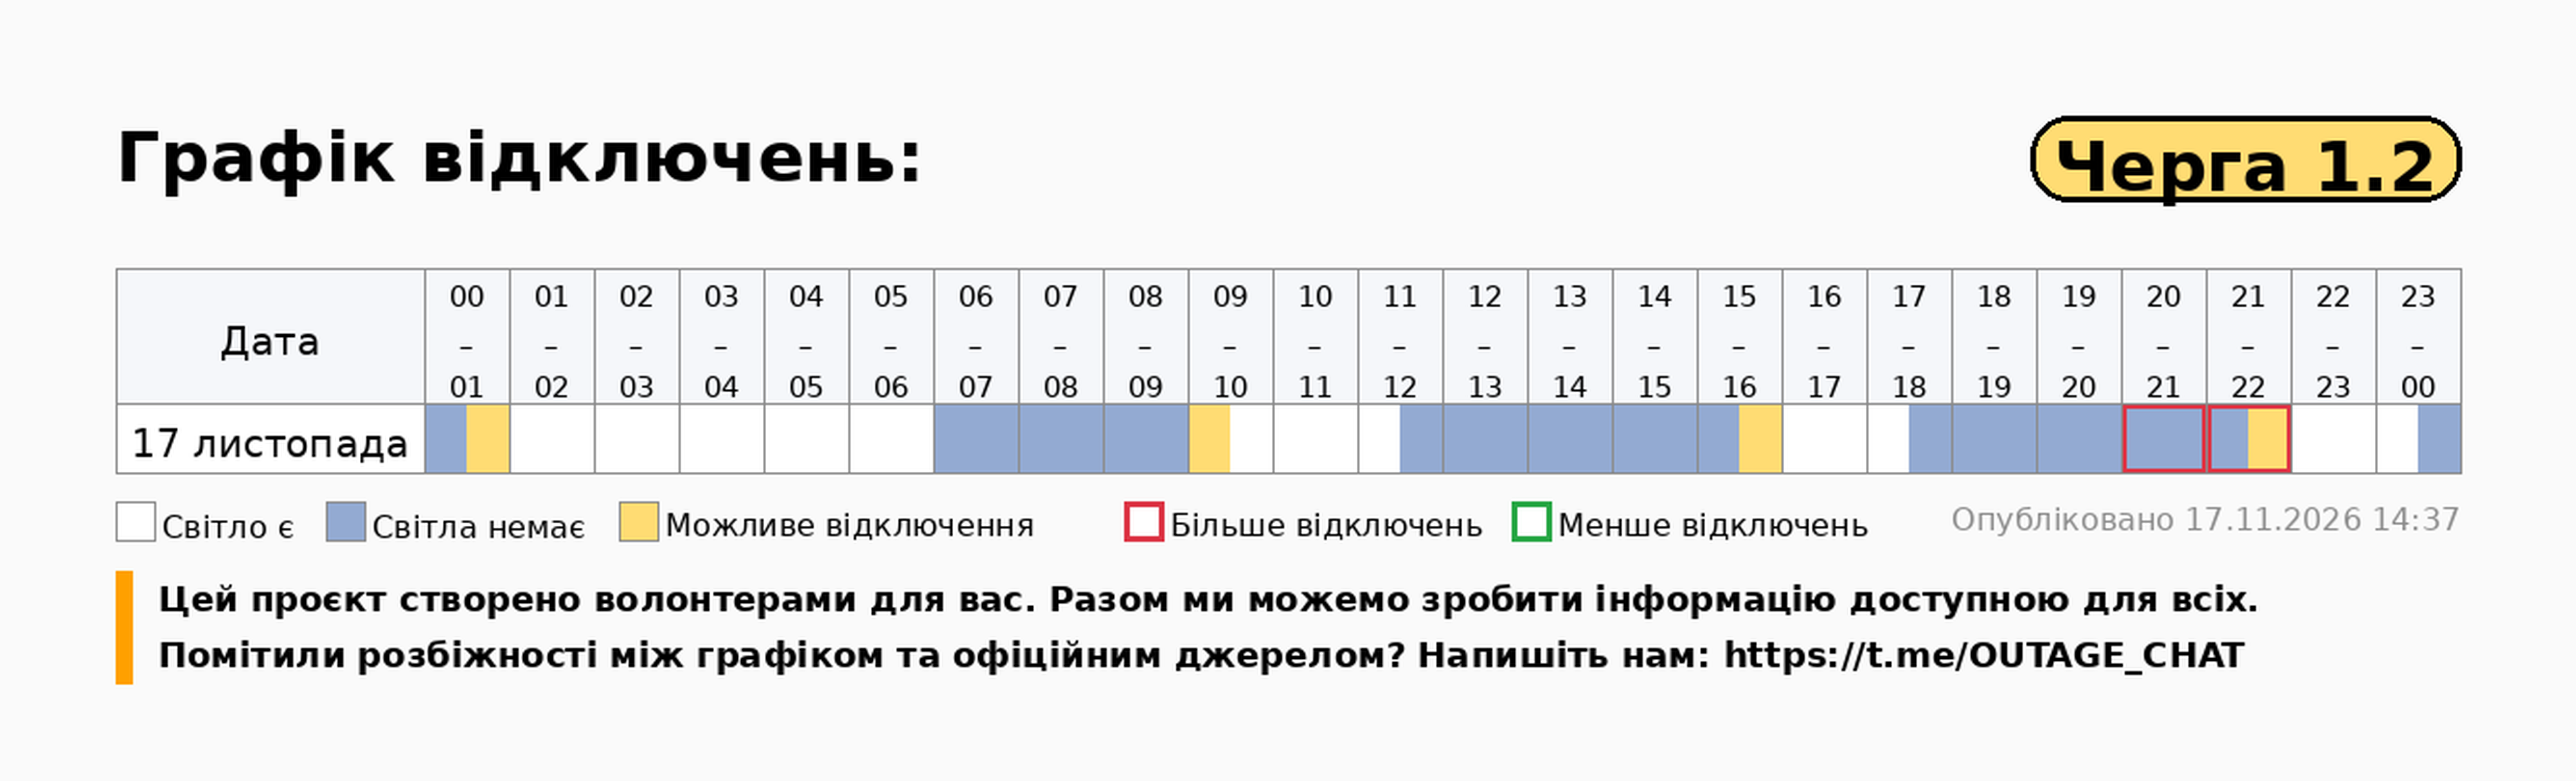 Графік відключень:
Черга 1.2
Дата
00 – 01
01 – 02
02 – 03
03 – 04
04 – 05
05 – 06
06 – 07
07 – 08
08 – 09
09 – 10
10 – 11
11 – 12
12 – 13
13 – 14
14 – 15
15 – 16
16 – 17
17 – 18
18 – 19
19 – 20
20 – 21
21 – 22
22 – 23
23 – 00
17 листопада
Світло є
Світла немає
Можливе відключення
Більше відключень
Менше відключень
Опубліковано 17.11.2026 14:37
Цей проєкт створено волонтерами для вас. Разом ми можемо зробити інформацію доступною для всіх.
Помітили розбіжності між графіком та офіційним джерелом? Напишіть нам: https://t.me/OUTAGE_CHAT